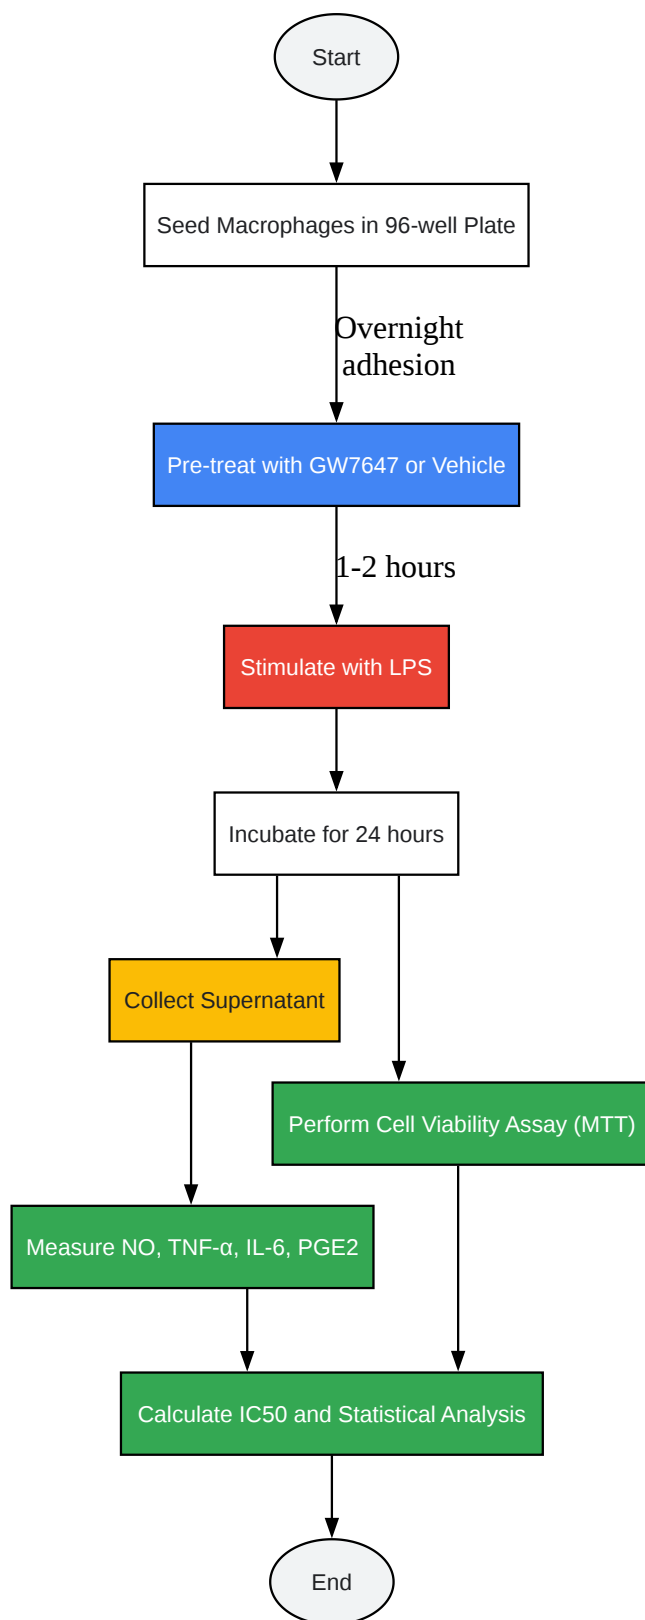 Start
Seed Macrophages in 96-well Plate
Overnight
adhesion
Pre-treat with GW7647 or Vehicle
1-2 hours
Stimulate with LPS
Incubate for 24 hours
Collect Supernatant
Perform Cell Viability Assay (MTT)
Measure NO, TNF-α, IL-6, PGE2
Calculate IC50 and Statistical Analysis
End